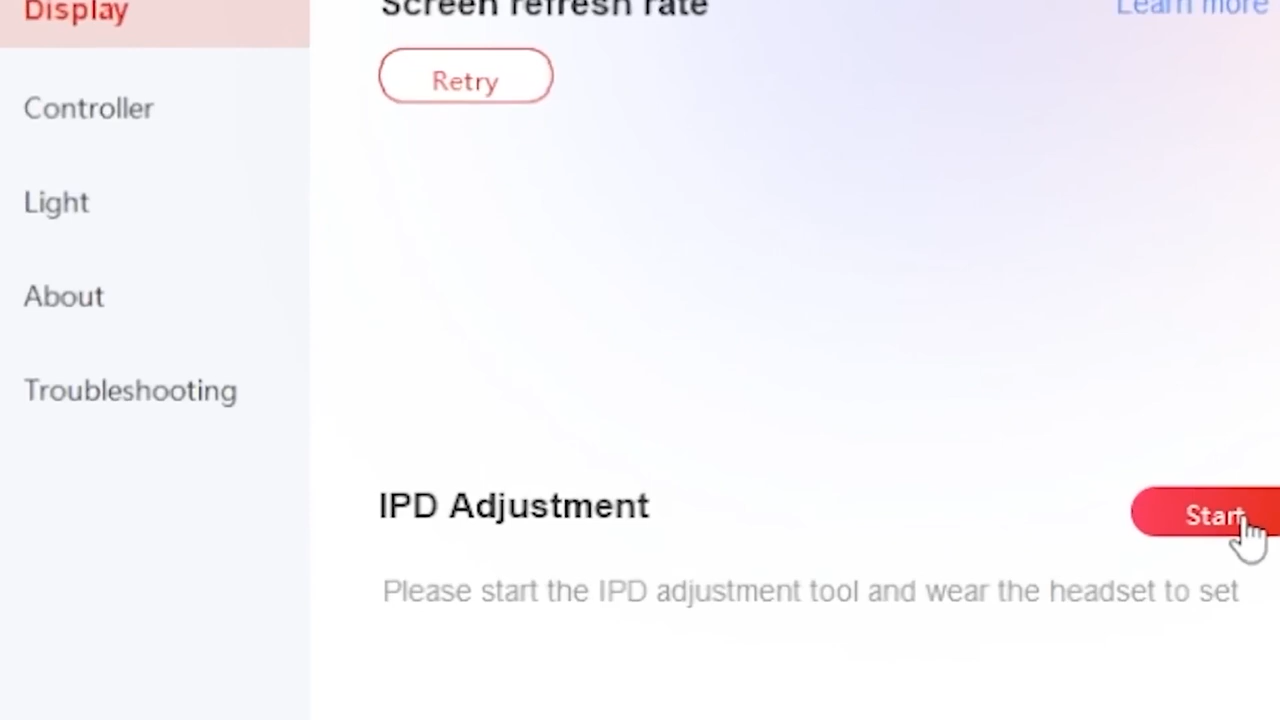 Display
Screen refresh rate
Learn more
Retry
Controller
Light
About
Troubleshooting
IPD Adjustment
Start
Please start the IPD adjustment tool and wear the headset to set